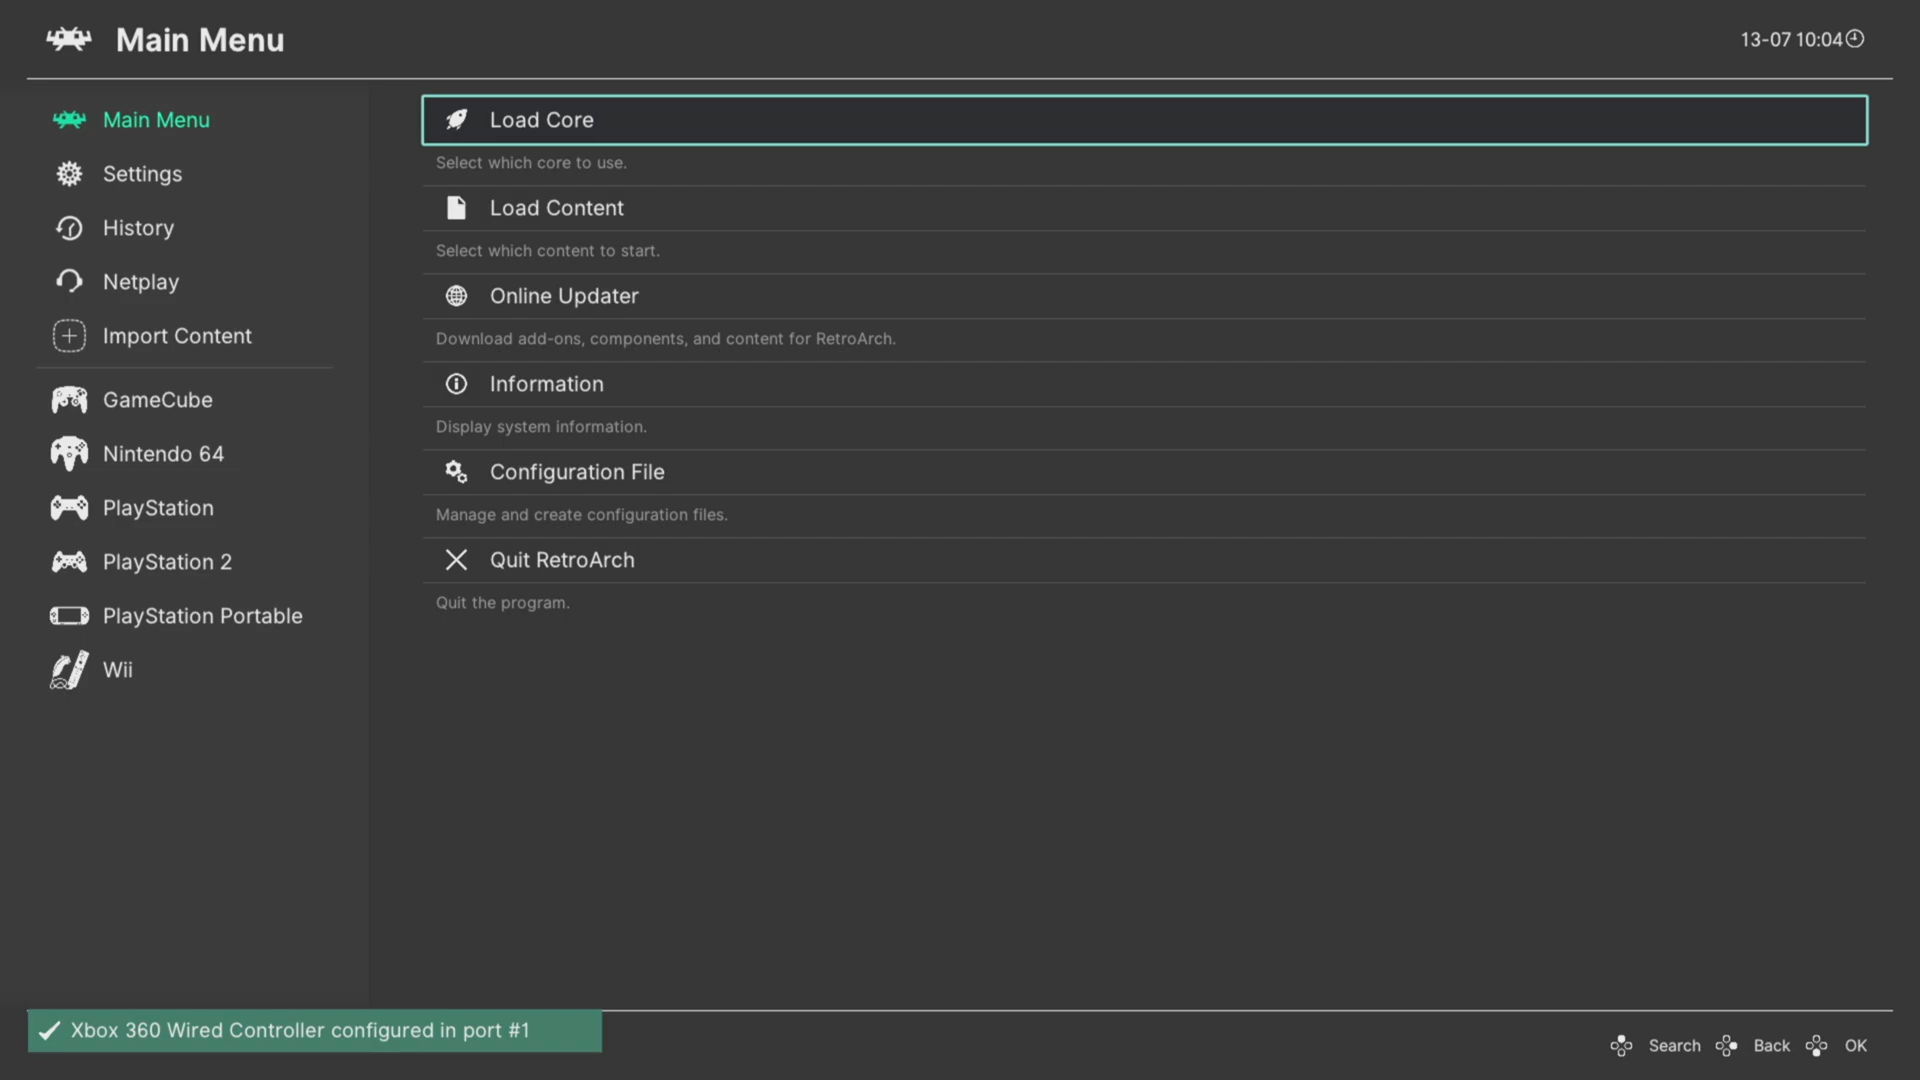 Main Menu
13-07 10:04
Main Menu
Settings
History
Netplay
Import Content
GameCube
Nintendo 64
PlayStation
PlayStation 2
PlayStation Portable
Wii
Load Core
Select which core to use.
Load Content
Select which content to start.
Online Updater
Download add-ons, components, and content for RetroArch.
Information
Display system information.
Configuration File
Manage and create configuration files.
Quit RetroArch
Quit the program.
Xbox 360 Wired Controller configured in port #1
Search Back OK